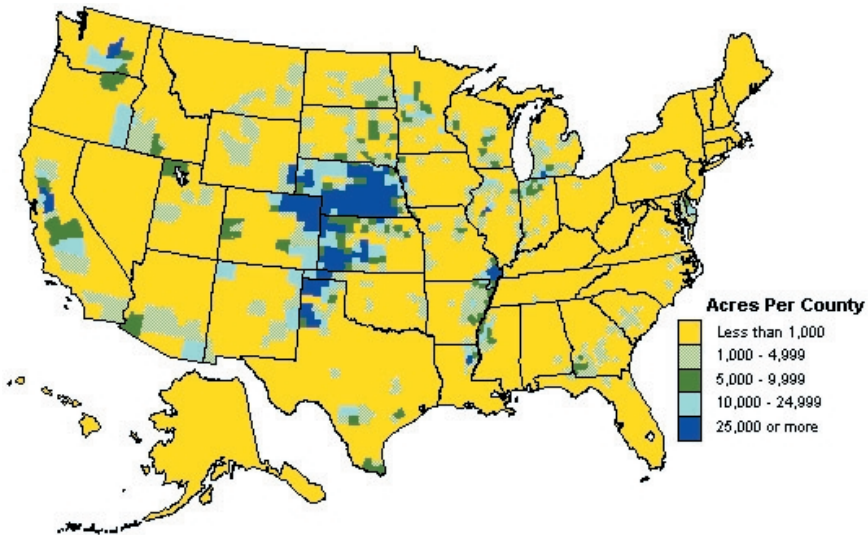 Acres Per County
Less than 1,000
1,000 - 4,999
5,000 - 9,999
10,000 - 24,999
25,000 or more